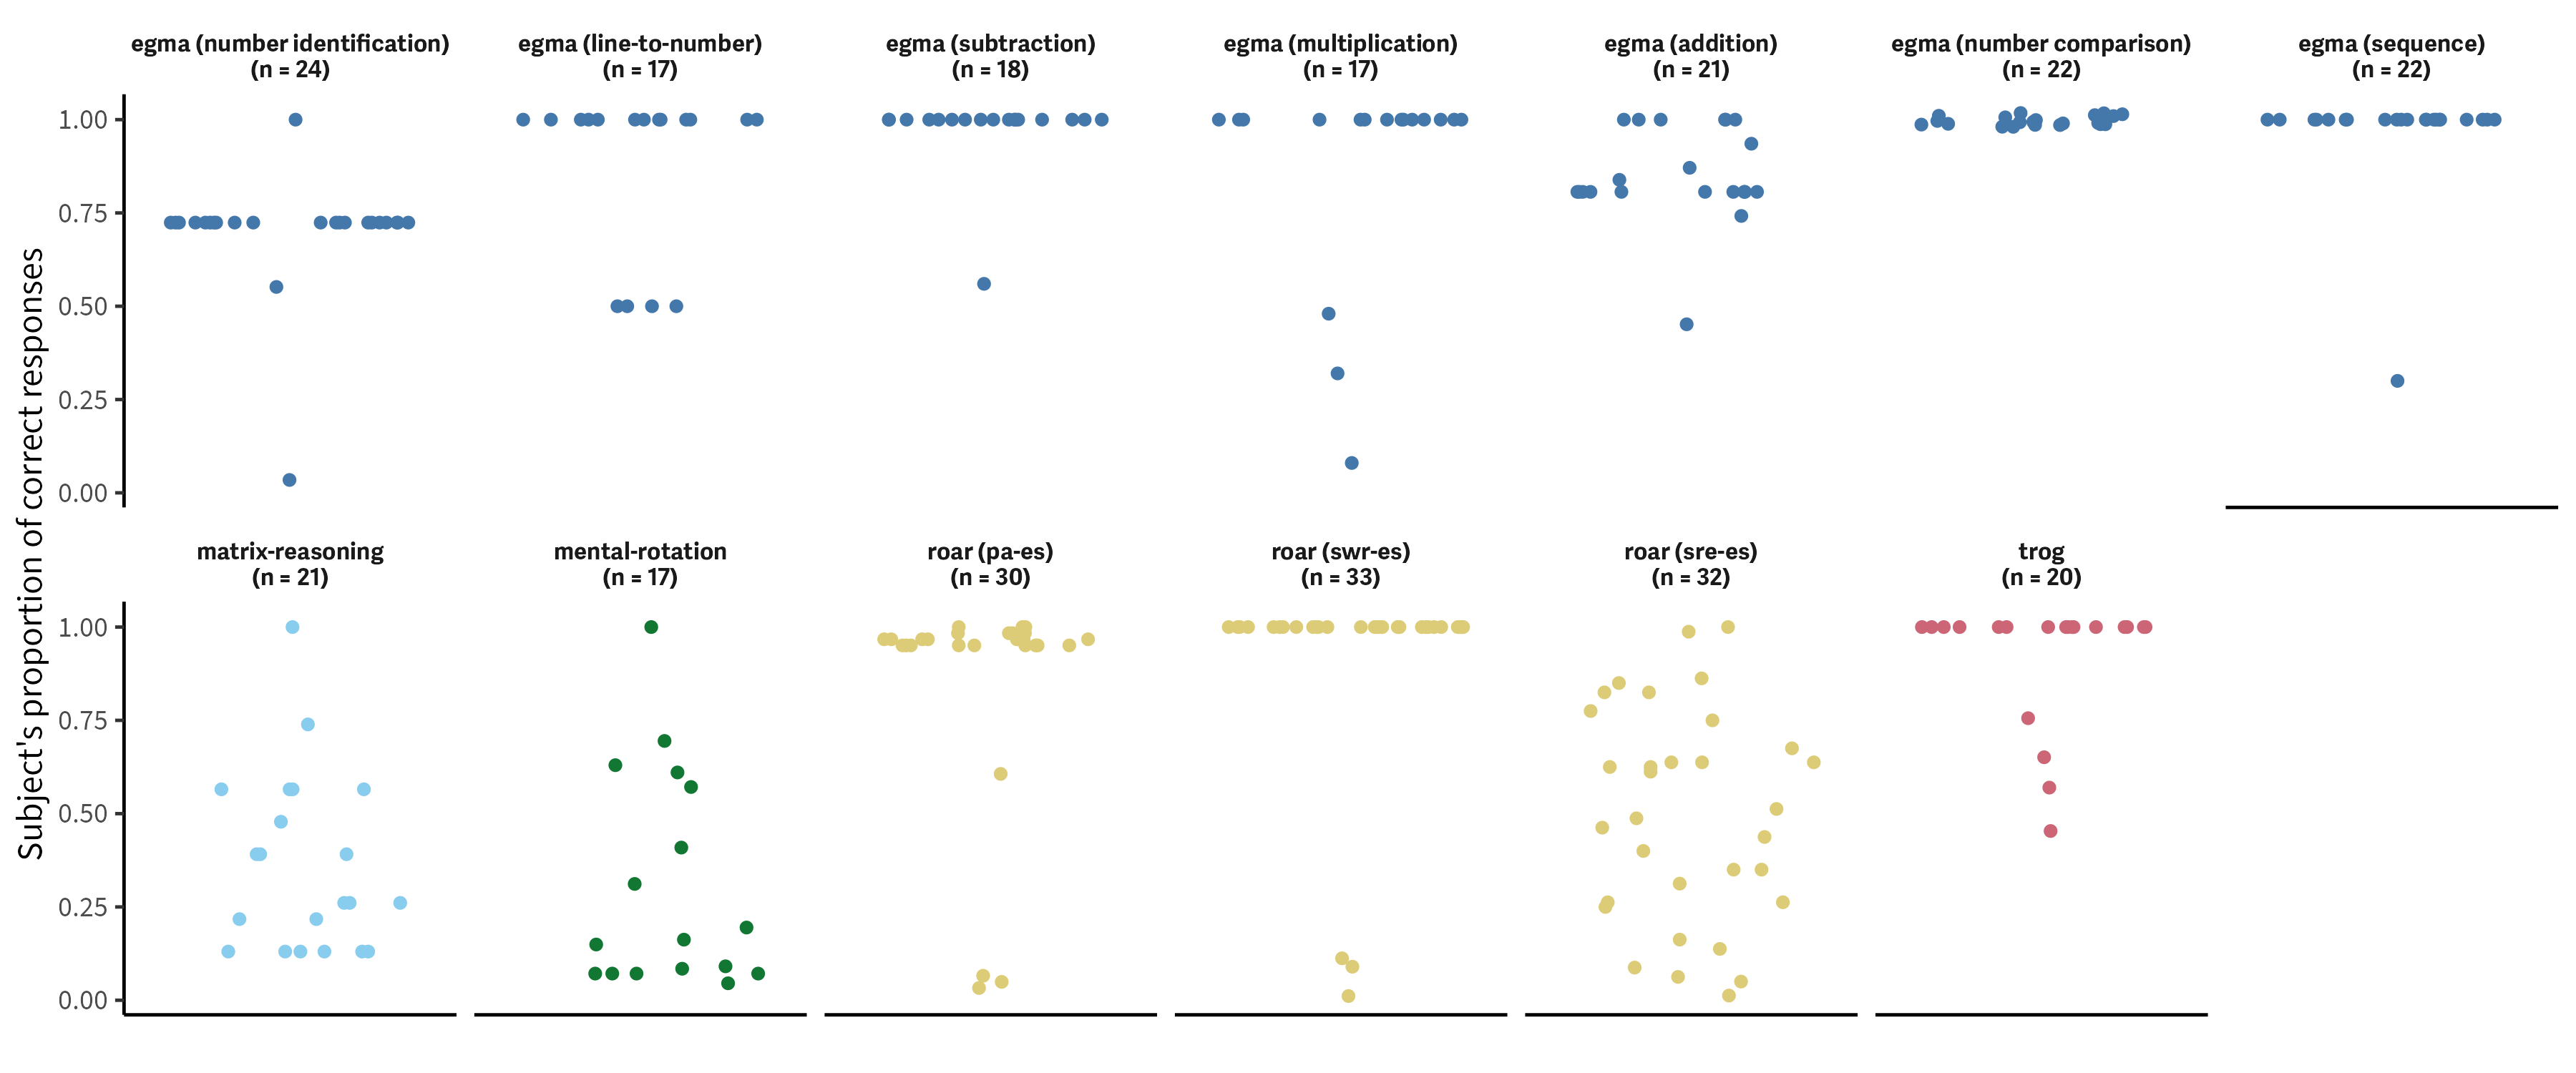 egma (number identification)
(n = 24)
egma (line-to-number)
(n = 17)
egma (subtraction)
(n = 18)
egma (multiplication)
(n = 17)
egma (addition)
(n = 21)
egma (number comparison)
(n = 22)
egma (sequence)
(n = 22)
1.00
0.75
0.50
0.25
0.00
Subject's proportion of correct responses
matrix-reasoning
(n = 21)
mental-rotation
(n = 17)
roar (pa-es)
(n = 30)
roar (swr-es)
(n = 33)
roar (sre-es)
(n = 32)
trog
(n = 20)
1.00
0.75
0.50
0.25
0.00